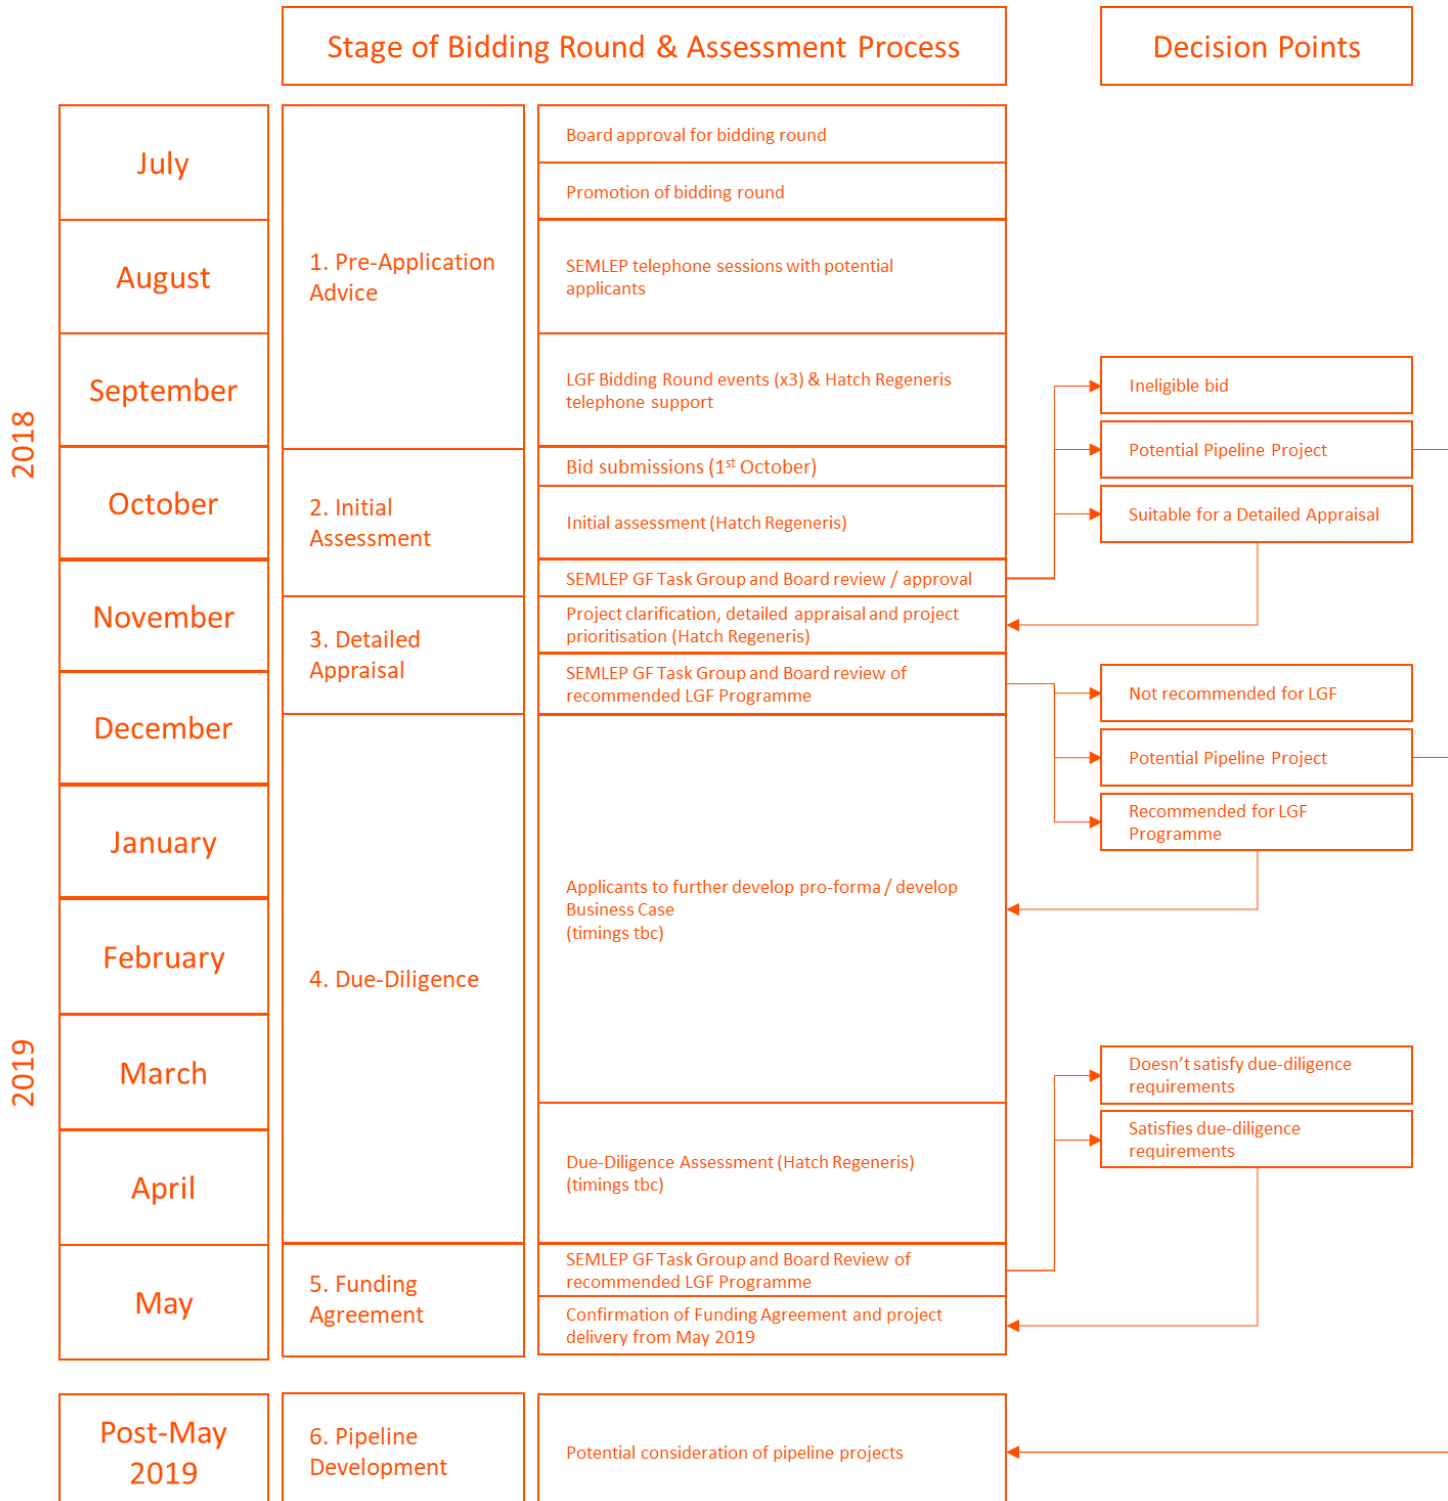 Stage of Bidding Round & Assessment Process
Decision Points
2018
July
August
September
October
November
December
2019
January
February
March
April
May
Post-May
2019
1. Pre-Application
Advice
2. Initial
Assessment
3. Detailed
Appraisal
4. Due-Diligence
5. Funding
Agreement
6. Pipeline
Development
Board approval for bidding round
Promotion of bidding round
SEMLEP telephone sessions with potential
applicants
LGF Bidding Round events (x3) & Hatch Regeneris
telephone support
Bid submissions (1st October)
Initial assessment (Hatch Regeneris)
SEMLEP GF Task Group and Board review / approval
Project clarification, detailed appraisal and project
prioritisation (Hatch Regeneris)
SEMLEP GF Task Group and Board review of
recommended LGF Programme
Applicants to further develop pro-forma / develop
Business Case
(timings tbc)
Due-Diligence Assessment (Hatch Regeneris)
(timings tbc)
SEMLEP GF Task Group and Board Review of
recommended LGF Programme
Confirmation of Funding Agreement and project
delivery from May 2019
Potential consideration of pipeline projects
Ineligible bid
Potential Pipeline Project
Suitable for a Detailed Appraisal
Not recommended for LGF
Potential Pipeline Project
Recommended for LGF
Programme
Doesn't satisfy due-diligence
requirements
Satisfies due-diligence
requirements